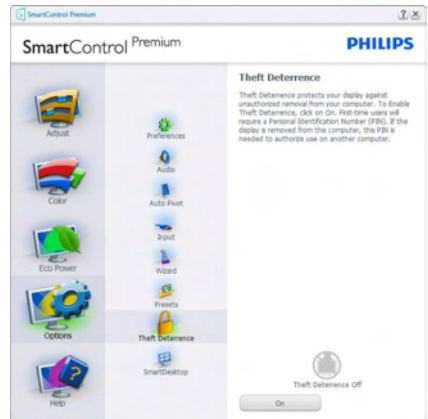 SmartControl Premium
? ×
SmartControl Premium
PHILIPS
Adjust
Color
Eco Power
Options
Help
Preferences
Audio
Auto Pivot
Input
Wizard
Presets
Theft Deterrence
SmartDesktop
Theft Deterrence
Theft Deterrence protects your display against
unauthorized removal from your computer. To Enable
Theft Deterrence, click on On. First-time users will
require a Personal Identification Number (PIN). If the
display is removed from this computer, this PIN is
needed to authorize use on another computer.
Theft Deterrence Off
On